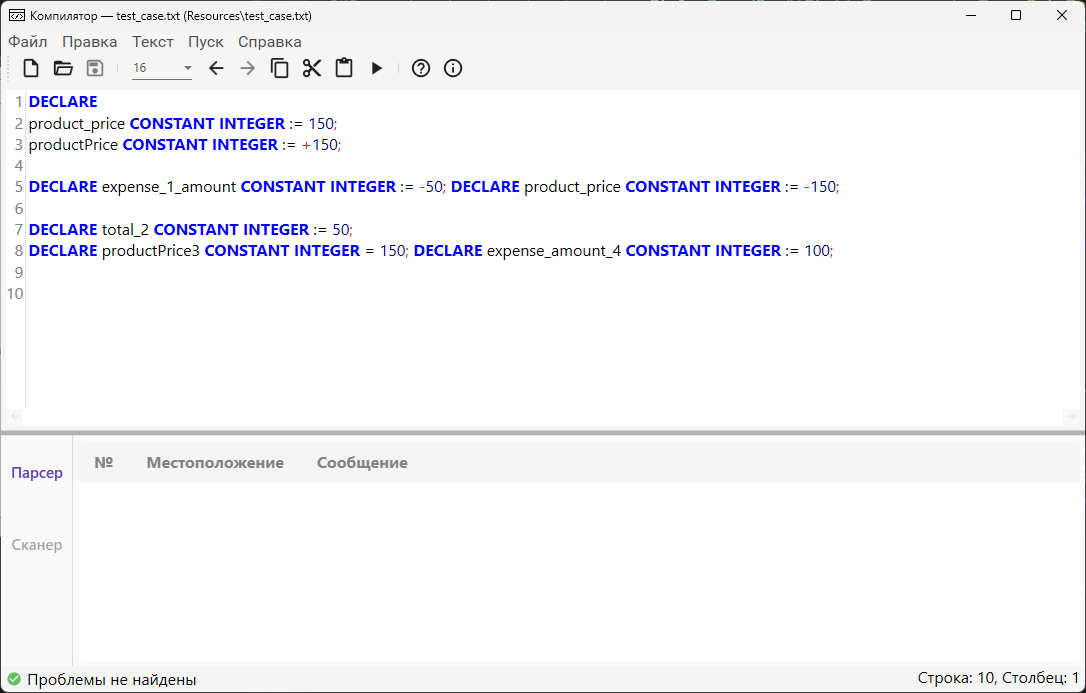 Компилятор — test_case.txt (Resources\test_case.txt)
Файл Правка Текст Пуск Справка
16
1 DECLARE
2 product_price CONSTANT INTEGER := 150;
3 productPrice CONSTANT INTEGER := +150;
4
5 DECLARE expense_1_amount CONSTANT INTEGER := -50; DECLARE product_price CONSTANT INTEGER := -150;
6
7 DECLARE total_2 CONSTANT INTEGER := 50;
8 DECLARE productPrice3 CONSTANT INTEGER = 150; DECLARE expense_amount_4 CONSTANT INTEGER := 100;
9
10
Парсер
Сканер
№ Местоположение Сообщение
Проблемы не найдены
Строка: 10, Столбец: 1